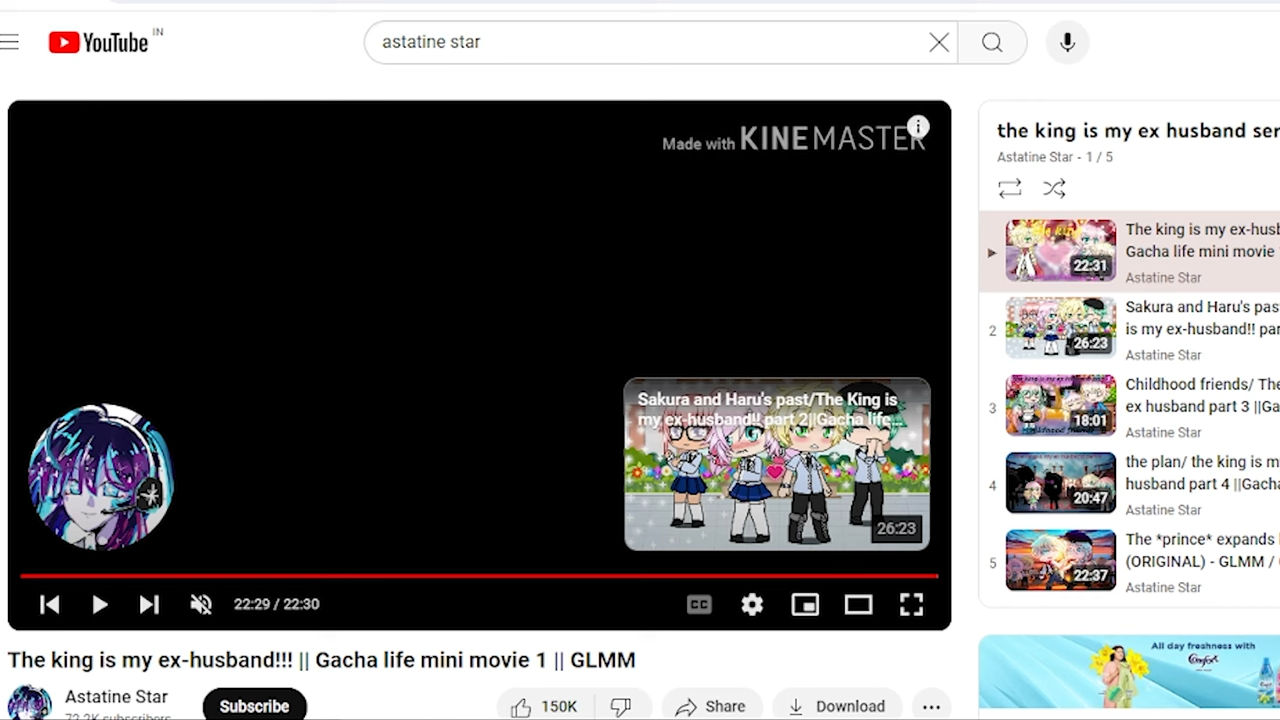 YouTube IN
astatine star
Made with KINEMASTER
Sakura and Haru's past/The King is
my ex-husband!! part 2||Gacha life...
26:23
22:29 / 22:30
The king is my ex-husband!!! || Gacha life mini movie 1 || GLMM
Astatine Star
72.2K subscribers
Subscribe
150K
Share
Download
the king is my ex husband ser
Astatine Star - 1 / 5
22:31
The king is my ex-husb
Gacha life mini movie
Astatine Star
2
26:23
Sakura and Haru's pas
is my ex-husband!! par
Astatine Star
3
18:01
Childhood friends/ The
ex husband part 3 ||Ga
Astatine Star
4
20:47
the plan/ the king is m
husband part 4 ||Gach
Astatine Star
5
22:37
The *prince* expands
(ORIGINAL) - GLMM /
Astatine Star
All day freshness with
Comfort